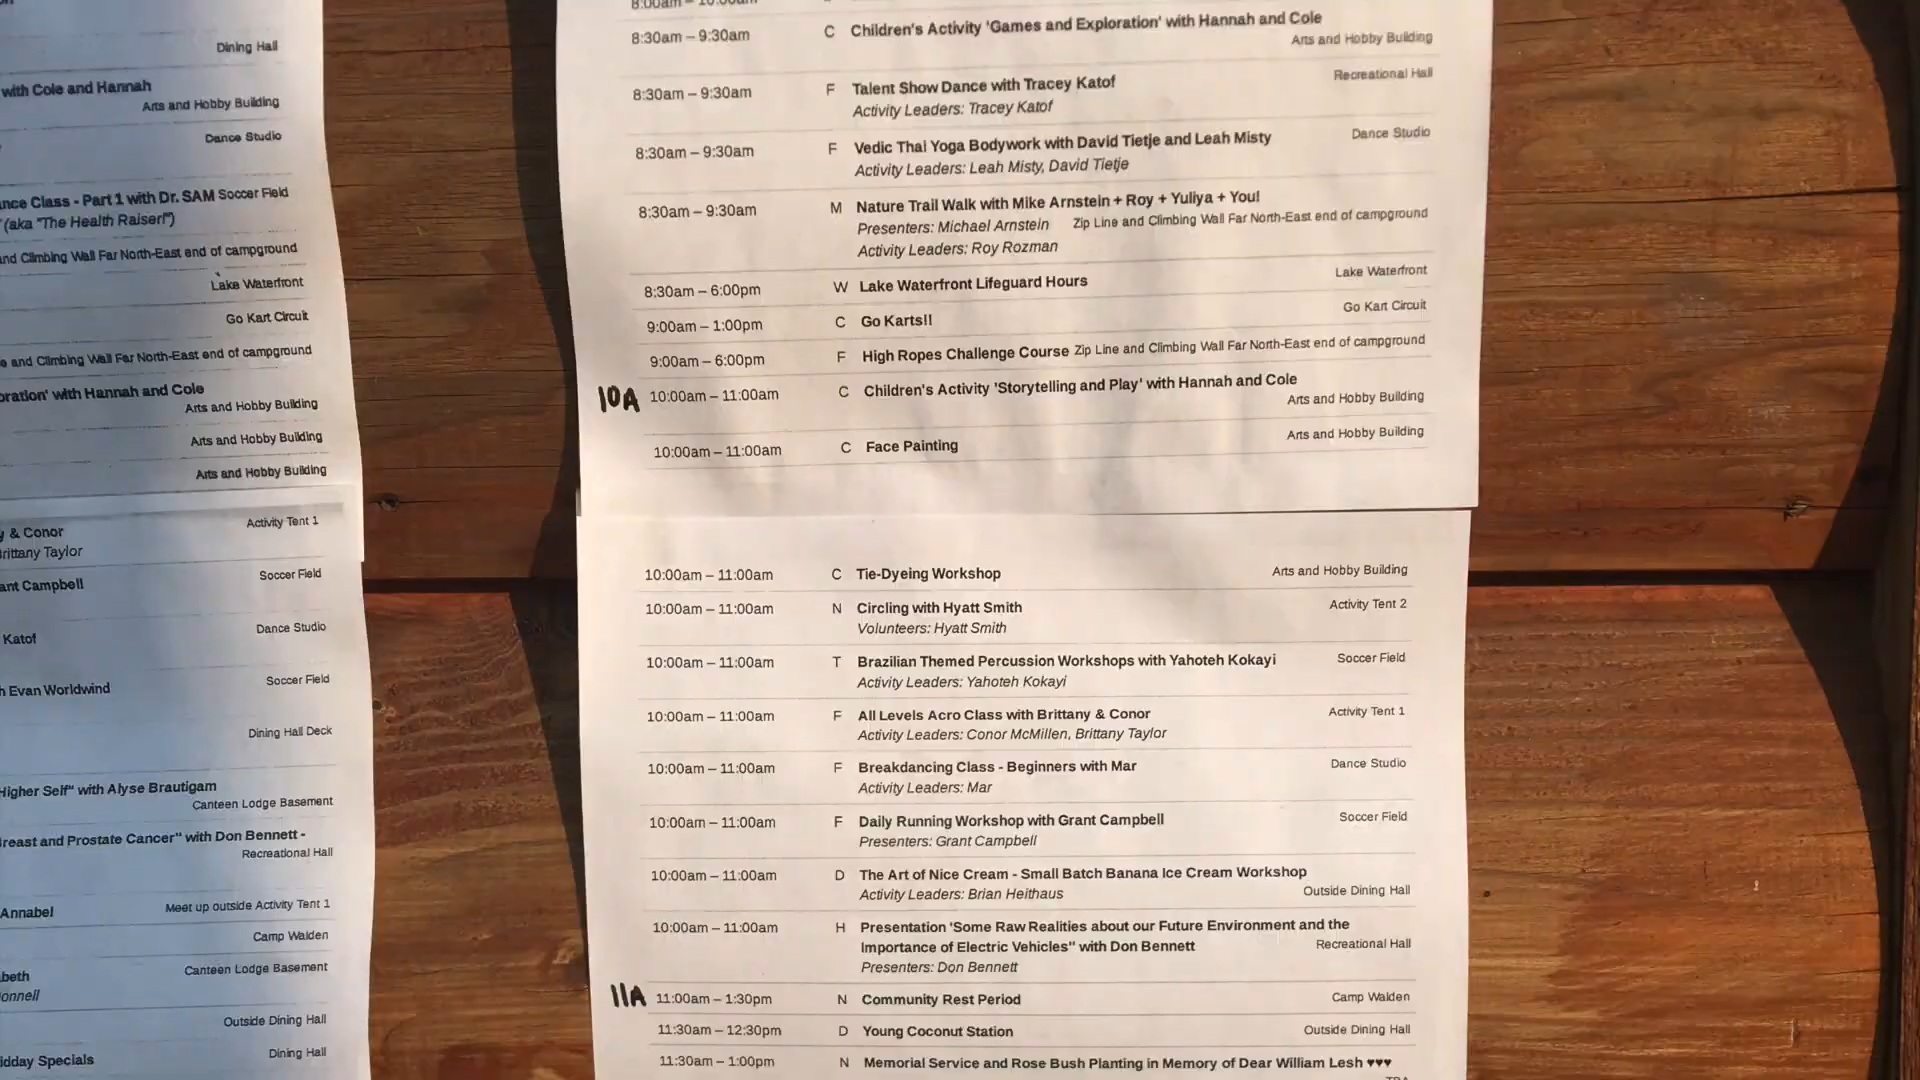 Dining Hall
with Cole and Hannah
Arts and Hobby Building
Dance Studio
nce Class - Part 1 with Dr. SAM Soccer Field
(aka "The Health Raiser!")
and Climbing Wall Far North-East end of campground
Lake Waterfront
Go Kart Circuit
e and Climbing Wall Far North-East end of campground
oration' with Hannah and Cole
Arts and Hobby Building
Arts and Hobby Building
Arts and Hobby Building
y & Conor Activity Tent 1
rittany Taylor
ant Campbell Soccer Field
Katof Dance Studio
h Evan Worldwind Soccer Field
Dining Hall Deck
Higher Self" with Alyse Brautigam
Canteen Lodge Basement
reast and Prostate Cancer" with Don Bennett -
Recreational Hall
Annabel Meet up outside Activity Tent 1
Camp Walden
beth Canteen Lodge Basement
onnell
Outside Dining Hall
idday Specials Dining Hall
8:00am – 10:00am
8:30am – 9:30am C Children's Activity 'Games and Exploration' with Hannah and Cole
Arts and Hobby Building
8:30am – 9:30am F Talent Show Dance with Tracey Katof Recreational Hall
Activity Leaders: Tracey Katof
8:30am – 9:30am F Vedic Thai Yoga Bodywork with David Tietje and Leah Misty Dance Studio
Activity Leaders: Leah Misty, David Tietje
8:30am – 9:30am M Nature Trail Walk with Mike Arnstein + Roy + Yuliya + You!
Presenters: Michael Arnstein Zip Line and Climbing Wall Far North-East end of campground
Activity Leaders: Roy Rozman
8:30am – 6:00pm W Lake Waterfront Lifeguard Hours Lake Waterfront
9:00am – 1:00pm C Go Karts!! Go Kart Circuit
9:00am – 6:00pm F High Ropes Challenge Course Zip Line and Climbing Wall Far North-East end of campground
10A 10:00am – 11:00am C Children's Activity 'Storytelling and Play' with Hannah and Cole
Arts and Hobby Building
10:00am – 11:00am C Face Painting Arts and Hobby Building
10:00am – 11:00am C Tie-Dyeing Workshop Arts and Hobby Building
10:00am – 11:00am N Circling with Hyatt Smith Activity Tent 2
Volunteers: Hyatt Smith
10:00am – 11:00am T Brazilian Themed Percussion Workshops with Yahoteh Kokayi Soccer Field
Activity Leaders: Yahoteh Kokayi
10:00am – 11:00am F All Levels Acro Class with Brittany & Conor Activity Tent 1
Activity Leaders: Conor McMillen, Brittany Taylor
10:00am – 11:00am F Breakdancing Class - Beginners with Mar Dance Studio
Activity Leaders: Mar
10:00am – 11:00am F Daily Running Workshop with Grant Campbell Soccer Field
Presenters: Grant Campbell
10:00am – 11:00am D The Art of Nice Cream - Small Batch Banana Ice Cream Workshop
Activity Leaders: Brian Heithaus Outside Dining Hall
10:00am – 11:00am H Presentation 'Some Raw Realities about our Future Environment and the
Importance of Electric Vehicles" with Don Bennett Recreational Hall
Presenters: Don Bennett
11A 11:00am – 1:30pm N Community Rest Period Camp Walden
11:30am – 12:30pm D Young Coconut Station Outside Dining Hall
11:30am – 1:00pm N Memorial Service and Rose Bush Planting in Memory of Dear William Lesh ♥♥♥
TBA